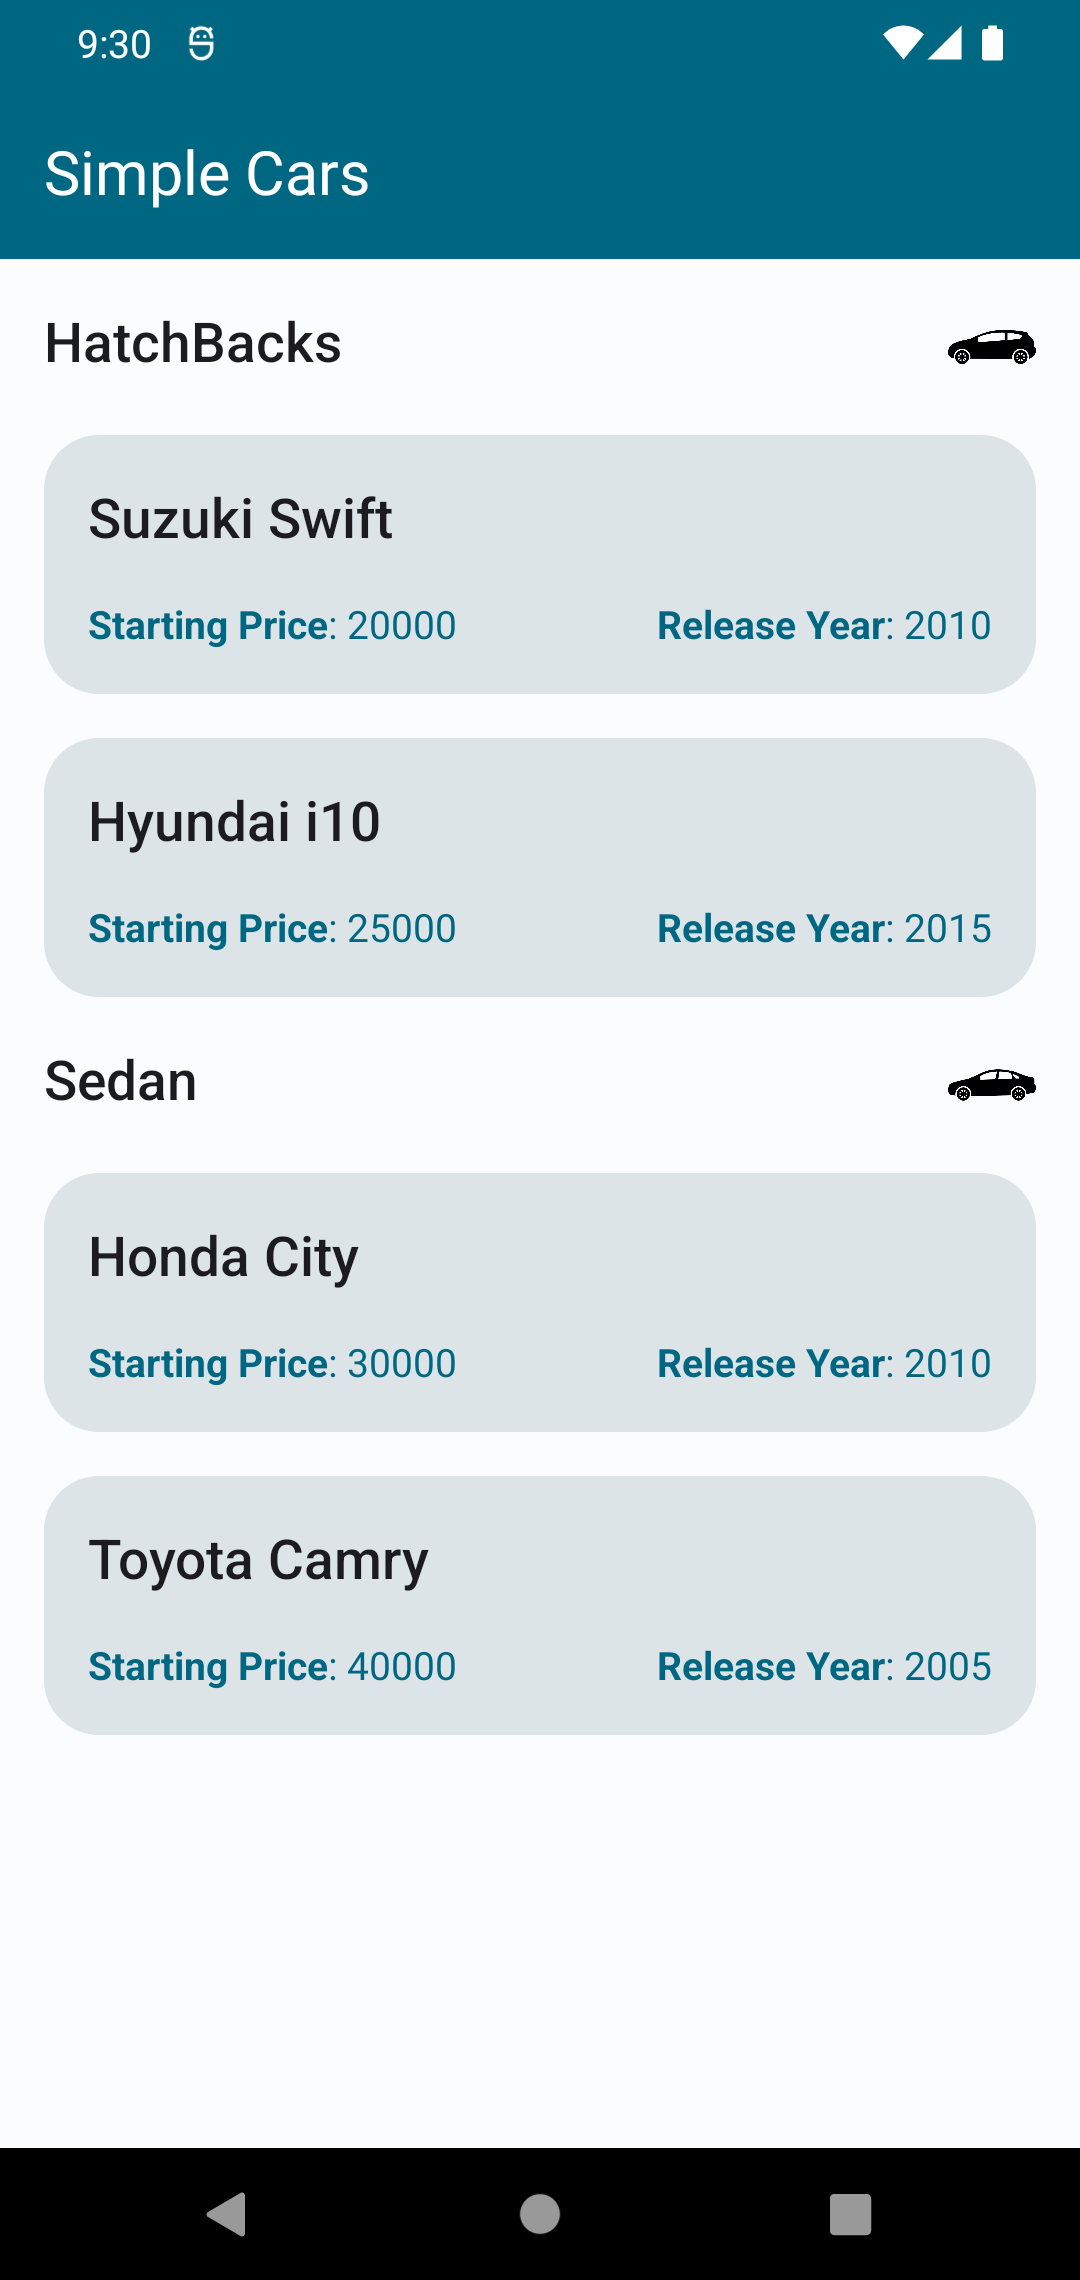 9:30
Simple Cars
HatchBacks
Suzuki Swift
Starting Price: 20000 Release Year: 2010
Hyundai i10
Starting Price: 25000 Release Year: 2015
Sedan
Honda City
Starting Price: 30000 Release Year: 2010
Toyota Camry
Starting Price: 40000 Release Year: 2005